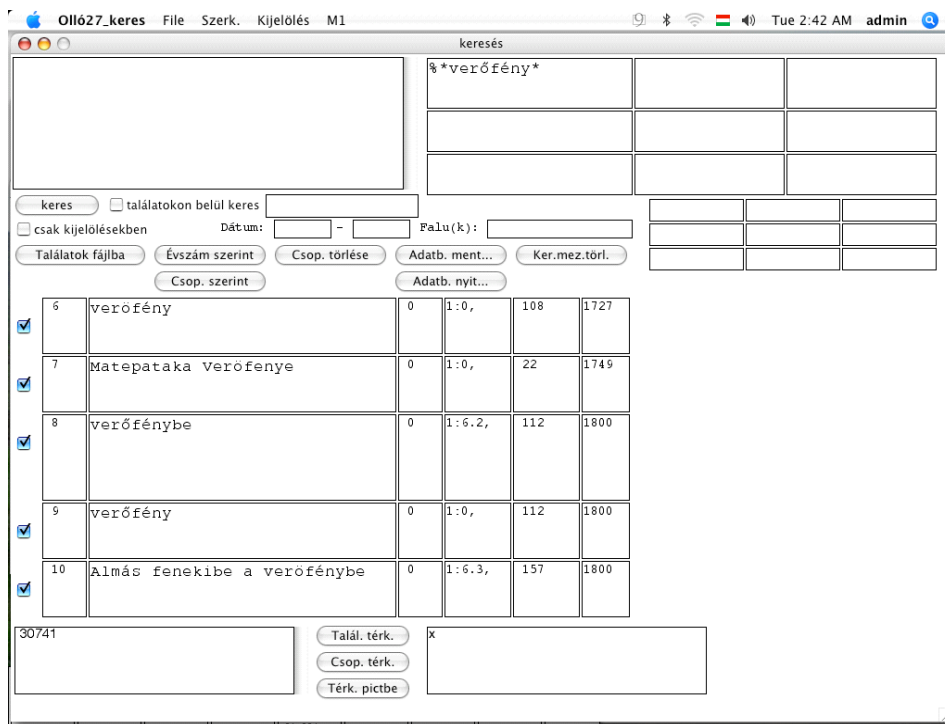 Olló27_keres File Szerk. Kijelölés M1 Tue 2:42 AM admin
keresés
%*verőfény*
keres találatokon belül keres
csak kijelölésekben Dátum: - Falu(k):
Találatok fájlba Évszám szerint Csop. törlése Adatb. ment... Ker.mez.törl.
Csop. szerint Adatb. nyit...
6 veröfény 0 1:0, 108 1727
7 Matepataka Veröfenye 0 1:0, 22 1749
8 verőfénybe 0 1:6.2, 112 1800
9 verőfény 0 1:0, 112 1800
10 Almás fenekibe a veröfénybe 0 1:6.3, 157 1800
30741 Talál. térk. x
Csop. térk.
Térk. pictbe